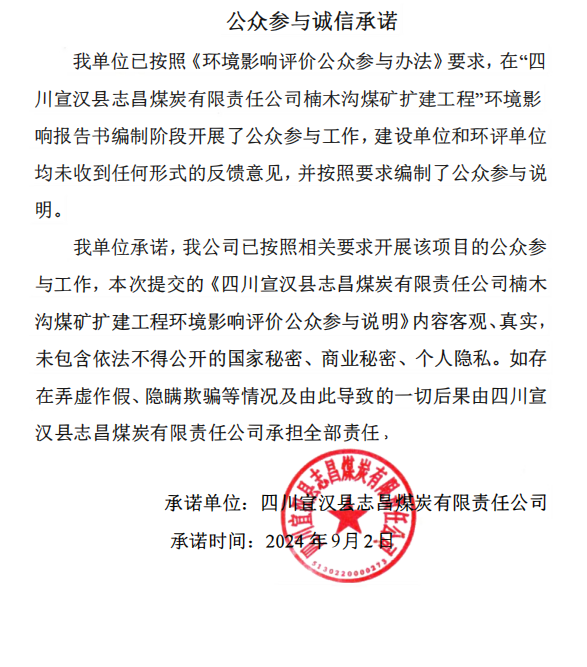 公众参与诚信承诺
我单位已按照《环境影响评价公众参与办法》要求，在“四
川宣汉县志昌煤炭有限责任公司楠木沟煤矿扩建工程”环境影
响报告书编制阶段开展了公众参与工作，建设单位和环评单位
均未收到任何形式的反馈意见，并按照要求编制了公众参与说
明。
我单位承诺，我公司已按照相关要求开展该项目的公众参
与工作，本次提交的《四川宣汉县志昌煤炭有限责任公司楠木
沟煤矿扩建工程环境影响评价公众参与说明》内容客观、真实，
未包含依法不得公开的国家秘密、商业秘密、个人隐私。如存
在弄虚作假、隐瞒欺骗等情况及由此导致的一切后果由四川宣
汉县志昌煤炭有限责任公司承担全部责任，
承诺单位：四川宣汉县志昌煤炭有限责任公司
承诺时间：2024年9月2日
四川宣汉县志昌煤炭有限责任公司
5130220000273